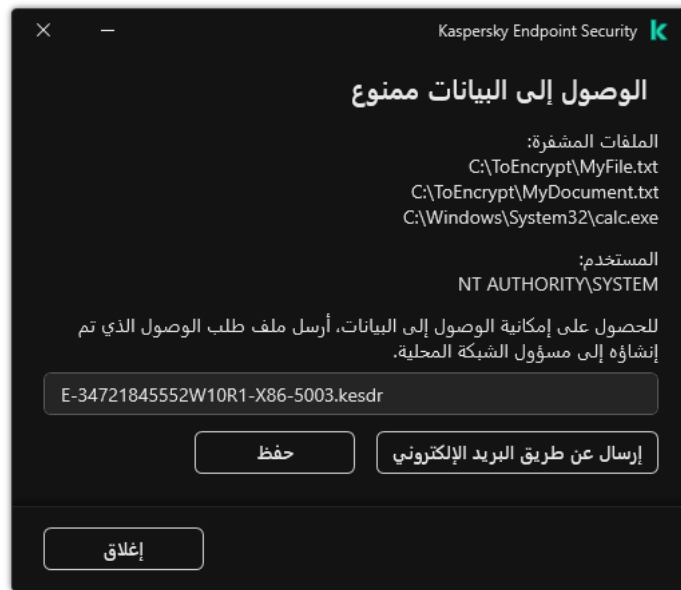 Kaspersky Endpoint Security
الوصول إلى البيانات ممنوع
الملفات المشفرة:
C:\ToEncrypt\MyFile.txt
C:\ToEncrypt\MyDocument.txt
C:\Windows\System32\calc.exe
المستخدم:
NT AUTHORITY\SYSTEM
للحصول على إمكانية الوصول إلى البيانات، أرسل ملف طلب الوصول الذي تم
إنشاؤه إلى مسؤول الشبكة المحلية.
E-34721845552W10R1-X86-5003.kesdr
إرسال عن طريق البريد الإلكتروني
حفظ
إغلاق